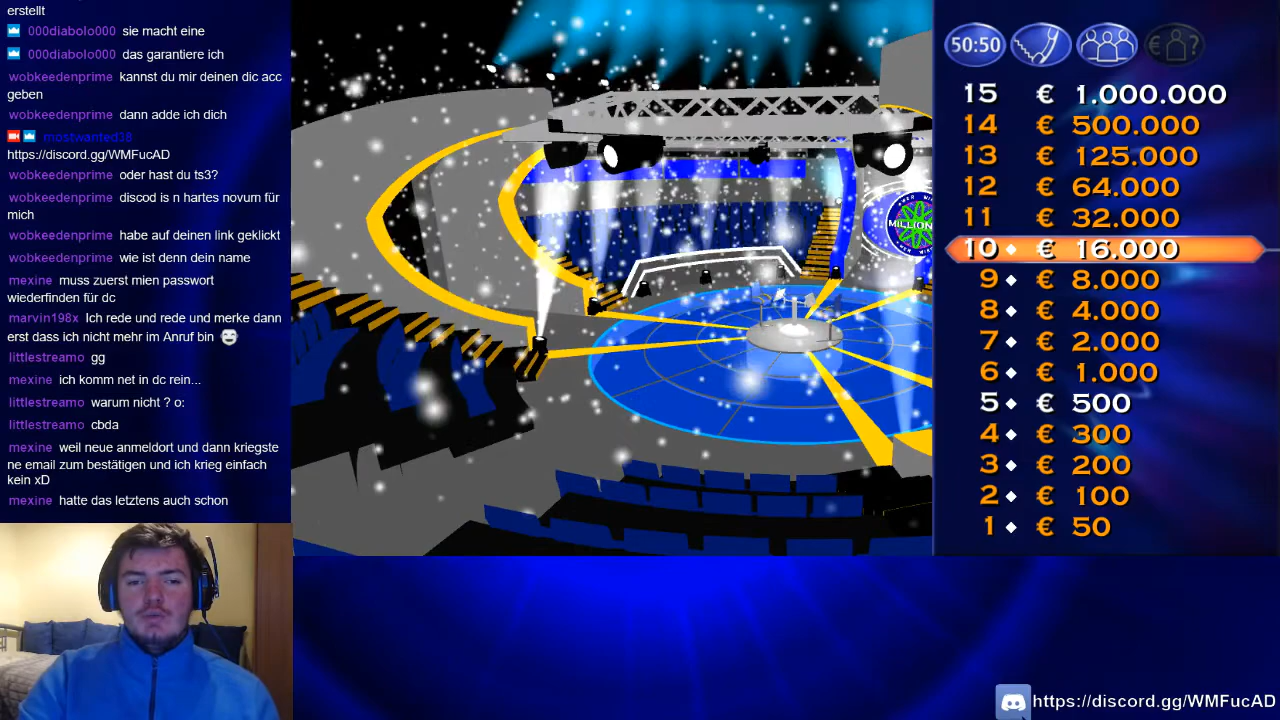 erstellt
000diabolo000 sie macht eine
000diabolo000 das garantiere ich
wobkeedenprime kannst du mir deinen dic acc
geben
wobkeedenprime dann adde ich dich
mostwanted38
https://discord.gg/WMFucAD
wobkeedenprime oder hast du ts3?
wobkeedenprime discod is n hartes novum für
mich
wobkeedenprime habe auf deinen link geklickt
wobkeedenprime wie ist denn dein name
mexine muss zuerst mien passwort
wiederfinden für dc
marvin198x Ich rede und rede und merke dann
erst dass ich nicht mehr im Anruf bin
littlestreamo gg
mexine ich komm net in dc rein...
littlestreamo warum nicht ? o:
littlestreamo cbda
mexine weil neue anmeldort und dann kriegste
ne email zum bestätigen und ich krieg einfach
kein xD
mexine hatte das letztens auch schon
MILLION
50:50
€ ?
15 € 1.000.000
14 € 500.000
13 € 125.000
12 € 64.000
11 € 32.000
10 ◆ € 16.000
9 ◆ € 8.000
8 ◆ € 4.000
7 ◆ € 2.000
6 ◆ € 1.000
5 ◆ € 500
4 ◆ € 300
3 ◆ € 200
2 ◆ € 100
1 ◆ € 50
https://discord.gg/WMFucAD